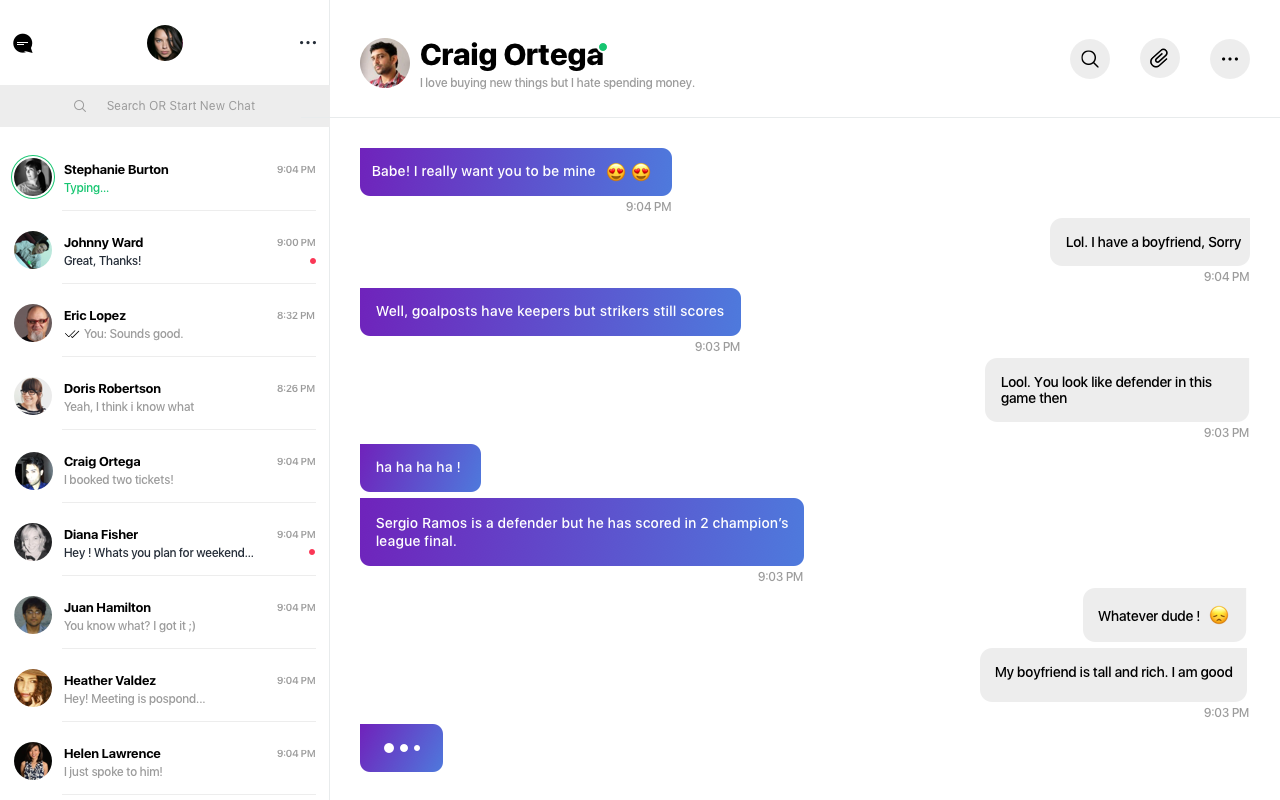 Search OR Start New Chat
Stephanie Burton
9:04 PM
Typing...
Johnny Ward
9:00 PM
Great, Thanks!
Eric Lopez
8:32 PM
You: Sounds good.
Doris Robertson
8:26 PM
Yeah, I think i know what
Craig Ortega
9:04 PM
I booked two tickets!
Diana Fisher
9:04 PM
Hey ! Whats you plan for weekend...
Juan Hamilton
9:04 PM
You know what? I got it ;)
Heather Valdez
9:04 PM
Hey! Meeting is pospond...
Helen Lawrence
9:04 PM
I just spoke to him!
Craig Ortega
I love buying new things but I hate spending money.
Babe! I really want you to be mine 😍 😍
9:04 PM
Lol. I have a boyfriend, Sorry
9:04 PM
Well, goalposts have keepers but strikers still scores
9:03 PM
Lool. You look like defender in this
game then
9:03 PM
ha ha ha ha !
Sergio Ramos is a defender but he has scored in 2 champion’s
league final.
9:03 PM
Whatever dude ! 😞
My boyfriend is tall and rich. I am good
9:03 PM